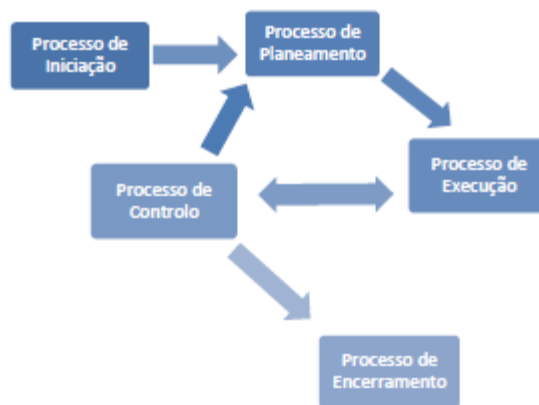 Processo de
Iniciação
Processo de
Planeamento
Processo de
Execução
Processo de
Controlo
Processo de
Encerramento